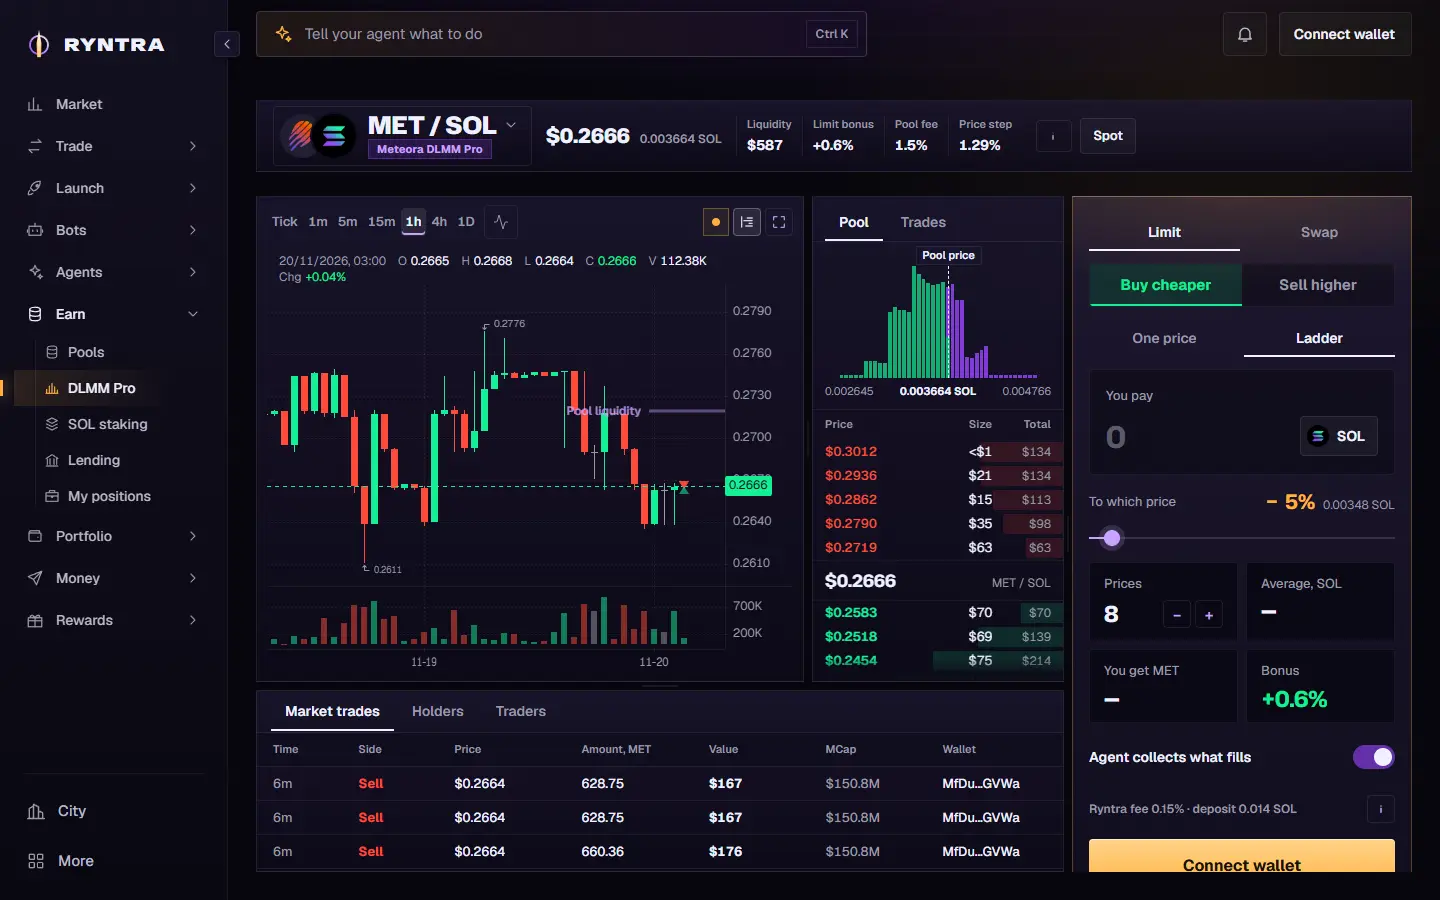 RYNTRA
Tell your agent what to do
Ctrl K
Connect wallet
Market
Trade
Launch
Bots
Agents
Earn
Pools
DLMM Pro
SOL staking
Lending
My positions
Portfolio
Money
Rewards
City
More
MET / SOL
Meteora DLMM Pro
$0.2666 0.003664 SOL
Liquidity
$587
Limit bonus
+0.6%
Pool fee
1.5%
Price step
1.29%
i
Spot
Tick 1m 5m 15m 1h 4h 1D
20/11/2026, 03:00 O 0.2665 H 0.2668 L 0.2664 C 0.2666 V 112.38K
Chg +0.04%
0.2790
0.2776
0.2760
0.2730
Pool liquidity
0.2700
0.2666
0.2640
0.2611
0.2610
700K
200K
11-19 11-20
Pool Trades
Pool price
0.002645 0.003664 SOL 0.004766
Price Size Total
$0.3012 <$1 $134
$0.2936 $21 $134
$0.2862 $15 $113
$0.2790 $35 $98
$0.2719 $63 $63
$0.2666 MET / SOL
$0.2583 $70 $70
$0.2518 $69 $139
$0.2454 $75 $214
Limit Swap
Buy cheaper Sell higher
One price Ladder
You pay
0 SOL
To which price − 5% 0.00348 SOL
Prices
8 − +
Average, SOL
–
You get MET
–
Bonus
+0.6%
Agent collects what fills
Ryntra fee 0.15% · deposit 0.014 SOL i
Connect wallet
Market trades Holders Traders
Time Side Price Amount, MET Value MCap Wallet
6m Sell $0.2664 628.75 $167 $150.8M MfDu...GVWa
6m Sell $0.2664 628.75 $167 $150.8M MfDu...GVWa
6m Sell $0.2664 660.36 $176 $150.8M MfDu...GVWa